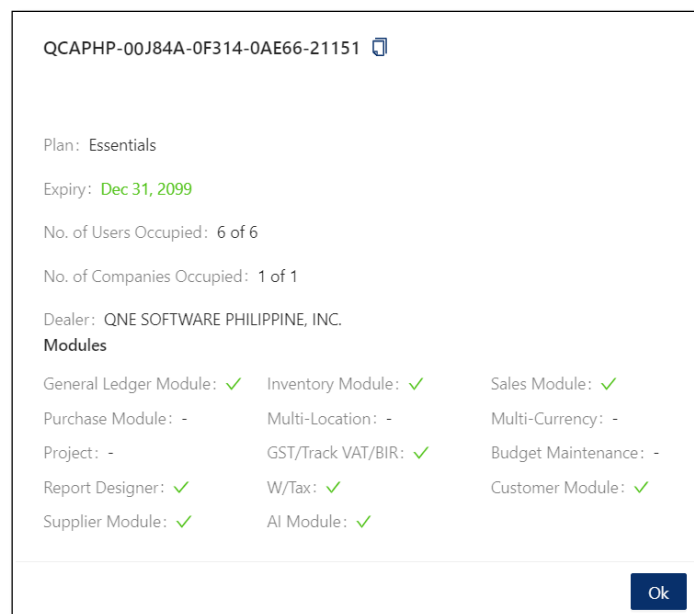 QCAPHP-00J84A-0F314-0AE66-21151
Plan: Essentials
Expiry: Dec 31, 2099
No. of Users Occupied: 6 of 6
No. of Companies Occupied: 1 of 1
Dealer: QNE SOFTWARE PHILIPPINE, INC.
Modules
General Ledger Module: ✓ Inventory Module: ✓ Sales Module: ✓
Purchase Module: - Multi-Location: - Multi-Currency: -
Project: - GST/Track VAT/BIR: ✓ Budget Maintenance: -
Report Designer: ✓ W/Tax: ✓ Customer Module: ✓
Supplier Module: ✓ AI Module: ✓
Ok